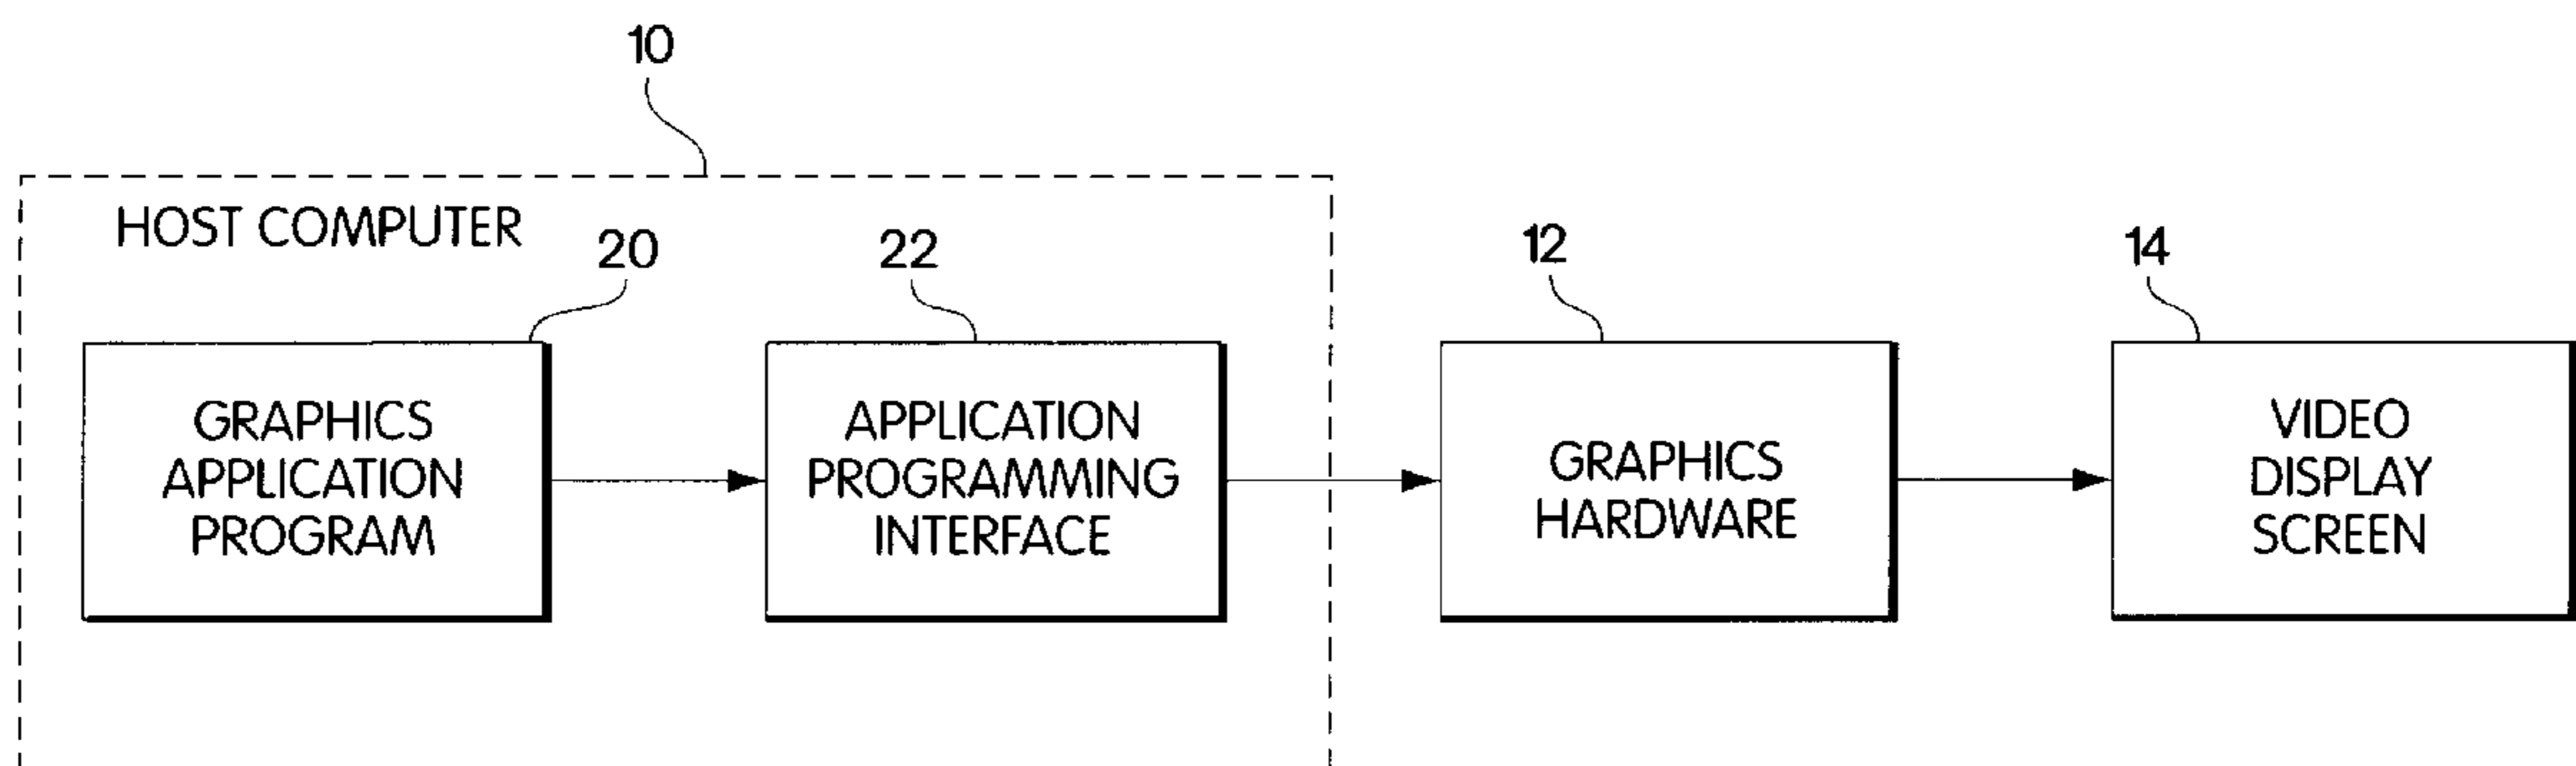 10
HOST COMPUTER
20
22
12
14
GRAPHICS
APPLICATION
PROGRAM
APPLICATION
PROGRAMMING
INTERFACE
GRAPHICS
HARDWARE
VIDEO
DISPLAY
SCREEN